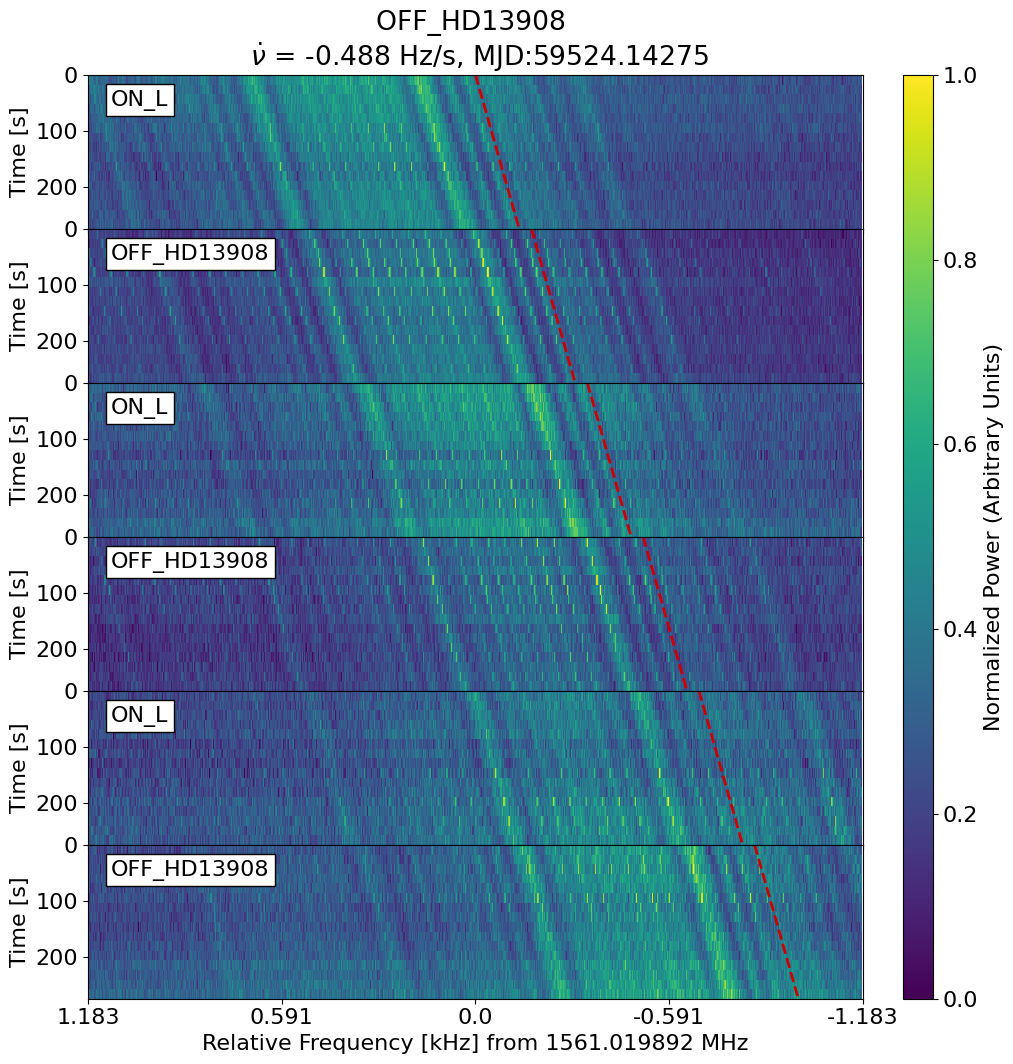 OFF_HD13908
ν̇ = -0.488 Hz/s, MJD:59524.14275
0
ON_L
100
Time [s]
200
0
OFF_HD13908
100
Time [s]
200
0
ON_L
100
Time [s]
200
0
OFF_HD13908
100
Time [s]
200
0
ON_L
100
Time [s]
200
0
OFF_HD13908
100
Time [s]
200
1.183 0.591 0.0 -0.591 -1.183
Relative Frequency [kHz] from 1561.019892 MHz
1.0
0.8
0.6
0.4
0.2
0.0
Normalized Power (Arbitrary Units)